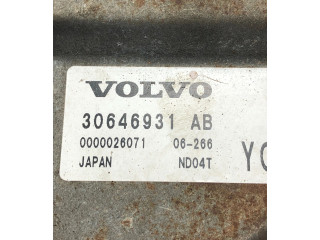 VOLVO
30646931 AB
0000026071 06-266
JAPAN ND04T